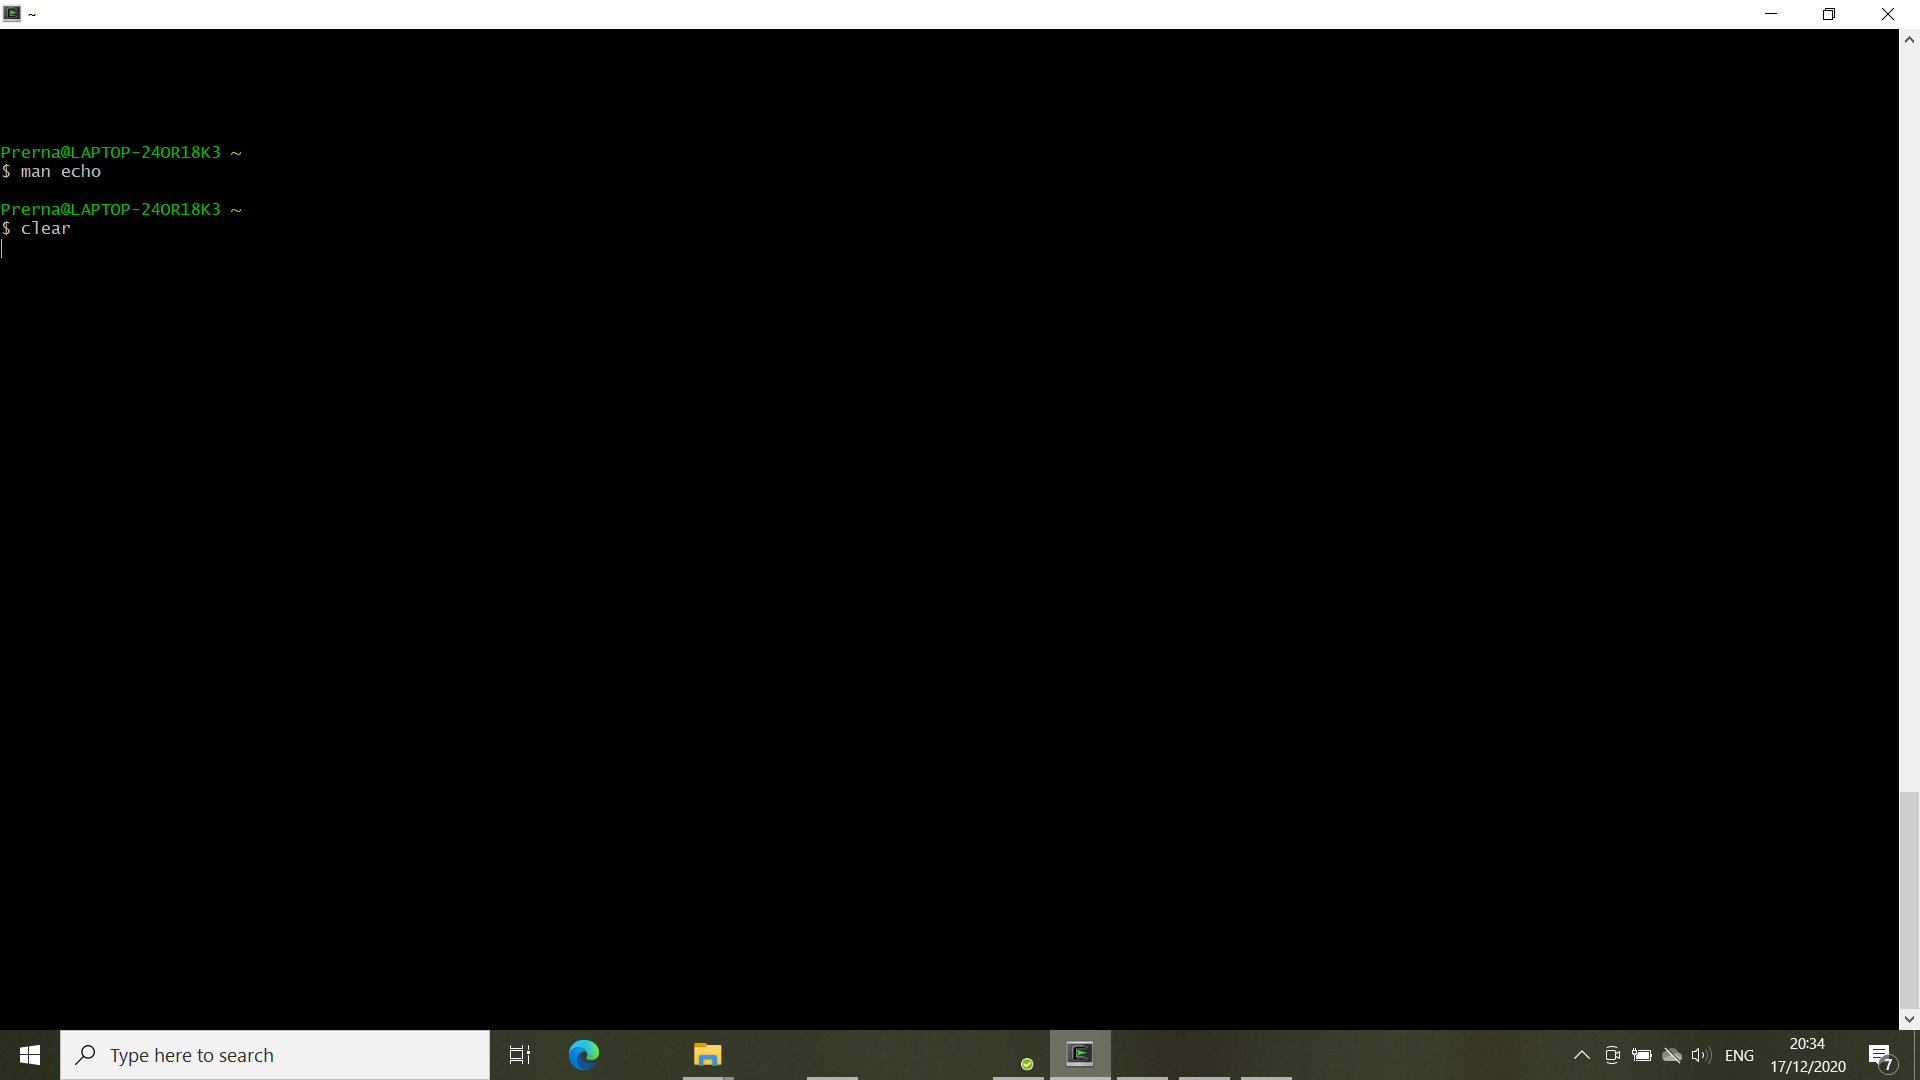 ~
Prerna@LAPTOP-24OR18K3 ~
$ man echo
Prerna@LAPTOP-24OR18K3 ~
$ clear
Type here to search
ENG
20:34
17/12/2020
7